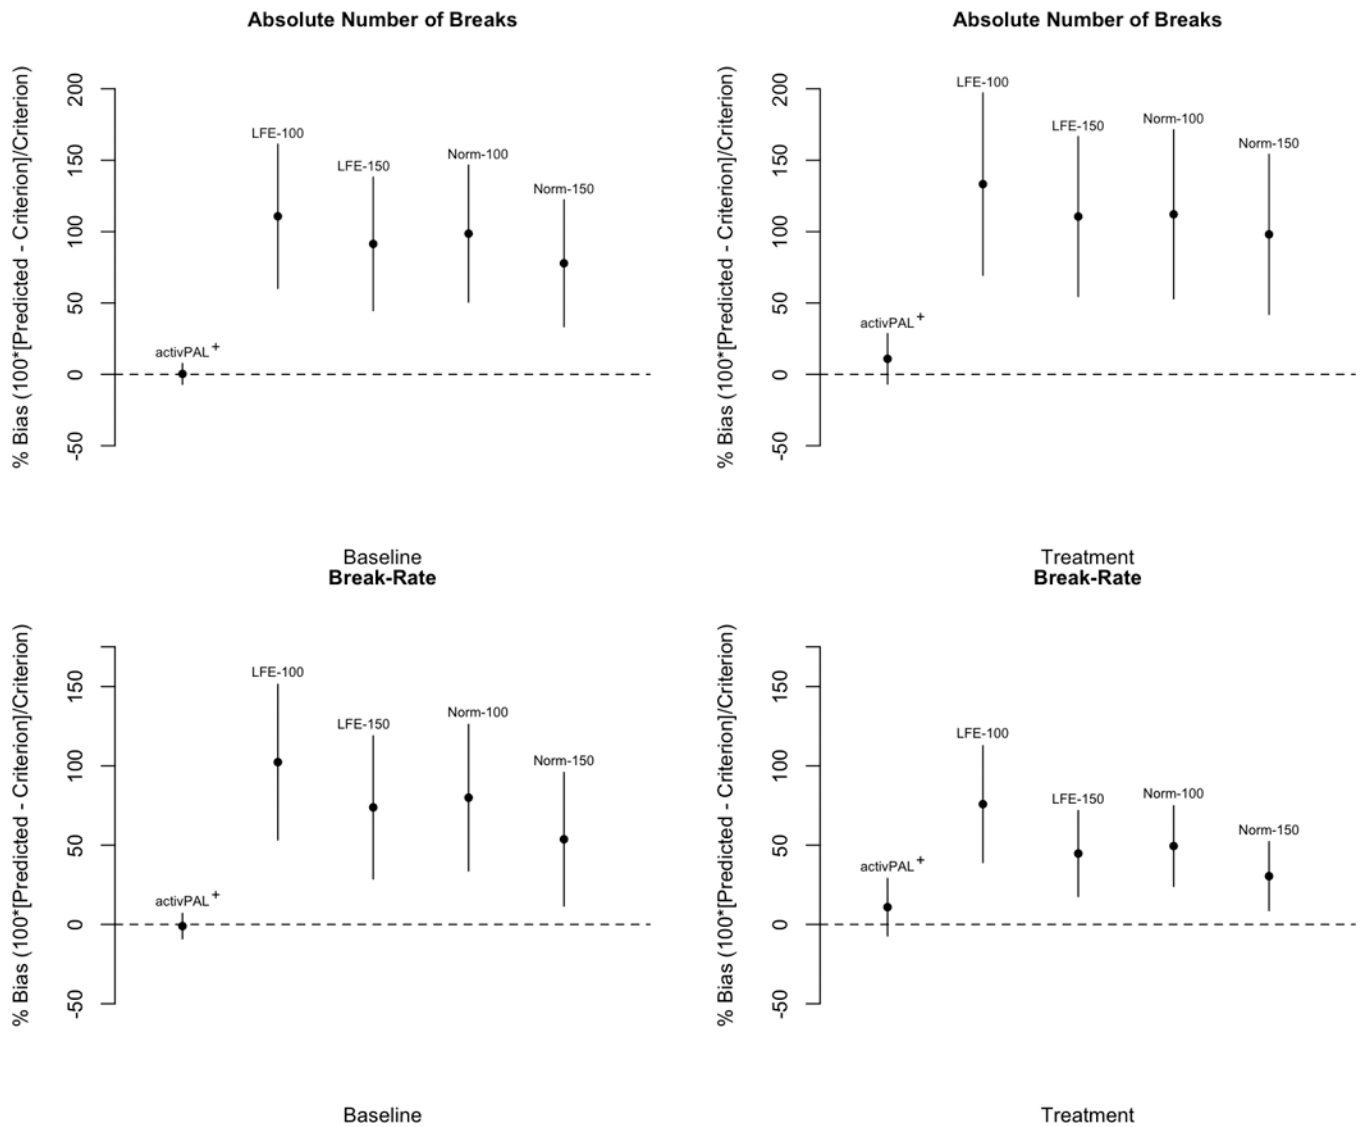 Absolute Number of Breaks
% Bias (100*[Predicted - Criterion]/Criterion)
200
150
100
50
0
-50
LFE-100
LFE-150
Norm-100
Norm-150
activPAL +
Baseline
Absolute Number of Breaks
% Bias (100*[Predicted - Criterion]/Criterion)
200
150
100
50
0
-50
LFE-100
LFE-150
Norm-100
Norm-150
activPAL +
Treatment
Break-Rate
% Bias (100*[Predicted - Criterion]/Criterion)
150
100
50
0
-50
LFE-100
LFE-150
Norm-100
Norm-150
activPAL +
Baseline
Break-Rate
% Bias (100*[Predicted - Criterion]/Criterion)
150
100
50
0
-50
LFE-100
LFE-150
Norm-100
Norm-150
activPAL +
Treatment